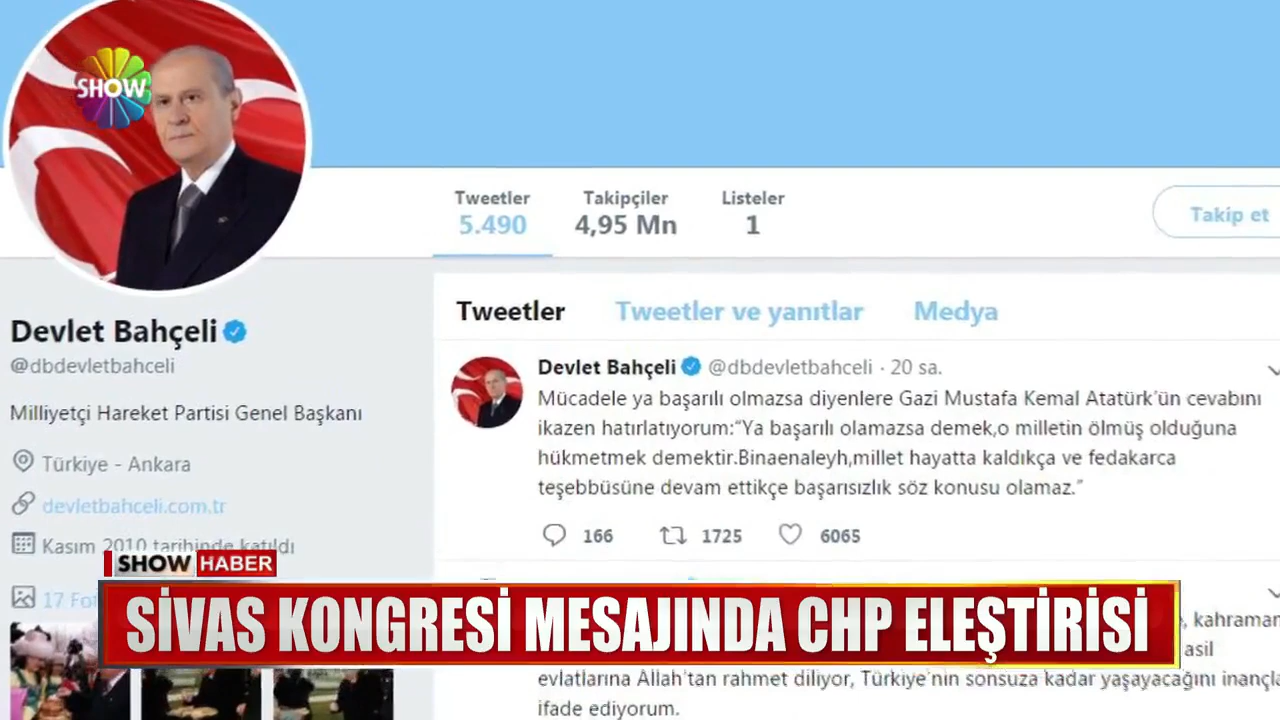 SHOW
Tweetler Takipçiler Listeler
5.490 4,95 Mn 1
Takip et
Tweetler Tweetler ve yanıtlar Medya
Devlet Bahçeli
@dbdevletbahceli
Milliyetçi Hareket Partisi Genel Başkanı
Türkiye - Ankara
devletbahceli.com.tr
Kasım 2010 tarihinde katıldı
17 Fo
Devlet Bahçeli @dbdevletbahceli · 20 sa.
Mücadele ya başarılı olmazsa diyenlere Gazi Mustafa Kemal Atatürk'ün cevabını
ikazen hatırlatıyorum:"Ya başarılı olamazsa demek,o milletin ölmüş olduğuna
hükmetmek demektir.Binaenaleyh,millet hayatta kaldıkça ve fedakarca
teşebbüsüne devam ettikçe başarısızlık söz konusu olamaz."
166 1725 6065
, kahraman
asil
evlatlarına Allah'tan rahmet diliyor, Türkiye'nin sonsuza kadar yaşayacağını inançla
ifade ediyorum.
SHOW HABER
SİVAS KONGRESİ MESAJINDA CHP ELEŞTİRİSİ